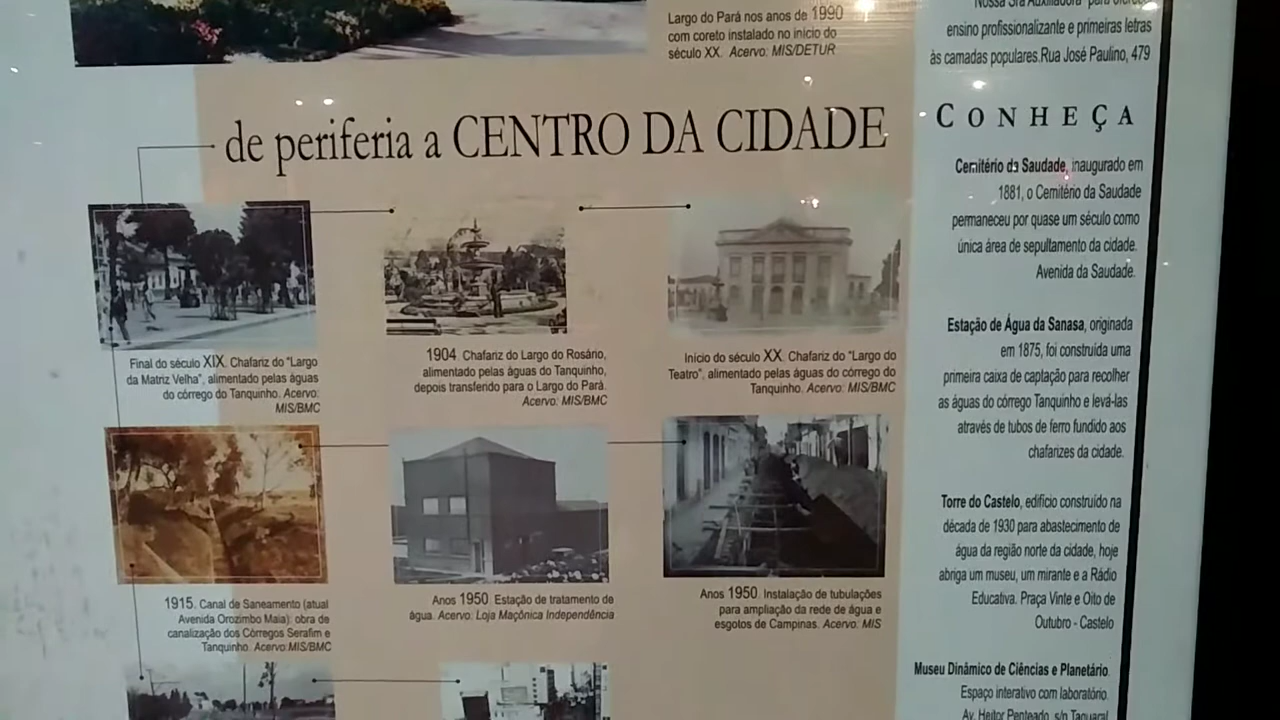 Largo do Pará nos anos de 1990
com coreto instalado no início do
século XX. Acervo: MIS/DETUR
de periferia a CENTRO DA CIDADE
Final do século XIX. Chafariz do "Largo
da Matriz Velha", alimentado pelas águas
do córrego do Tanquinho. Acervo:
MIS/BMC
1904. Chafariz do Largo do Rosário,
alimentado pelas águas do Tanquinho,
depois transferido para o Largo do Pará.
Acervo: MIS/BMC
Início do século XX. Chafariz do "Largo do
Teatro", alimentado pelas águas do córrego do
Tanquinho. Acervo: MIS/BMC
1915. Canal de Saneamento (atual
Avenida Orozimbo Maia): obra de
canalização dos Córregos Serafim e
Tanquinho. Acervo:MIS/BMC
Anos 1950. Estação de tratamento de
água. Acervo: Loja Maçônica Independência
Anos 1950. Instalação de tubulações
para ampliação da rede de água e
esgotos de Campinas. Acervo: MIS
Nossa Sra Auxiliadora
ensino profissionalizante e primeiras letras
às camadas populares.Rua José Paulino, 479
CONHEÇA
Cemitério da Saudade, inaugurado em
1881, o Cemitério da Saudade
permaneceu por quase um século como
única área de sepultamento da cidade.
Avenida da Saudade.
Estação de Água da Sanasa, originada
em 1875, foi construída uma
primeira caixa de captação para recolher
as águas do córrego Tanquinho e levá-las
através de tubos de ferro fundido aos
chafarizes da cidade.
Torre do Castelo, edifício construído na
década de 1930 para abastecimento de
água da região norte da cidade, hoje
abriga um museu, um mirante e a Rádio
Educativa. Praça Vinte e Oito de
Outubro - Castelo
Museu Dinâmico de Ciências e Planetário.
Espaço interativo com laboratório.
Av. Heitor Penteado, s/n Taquaral